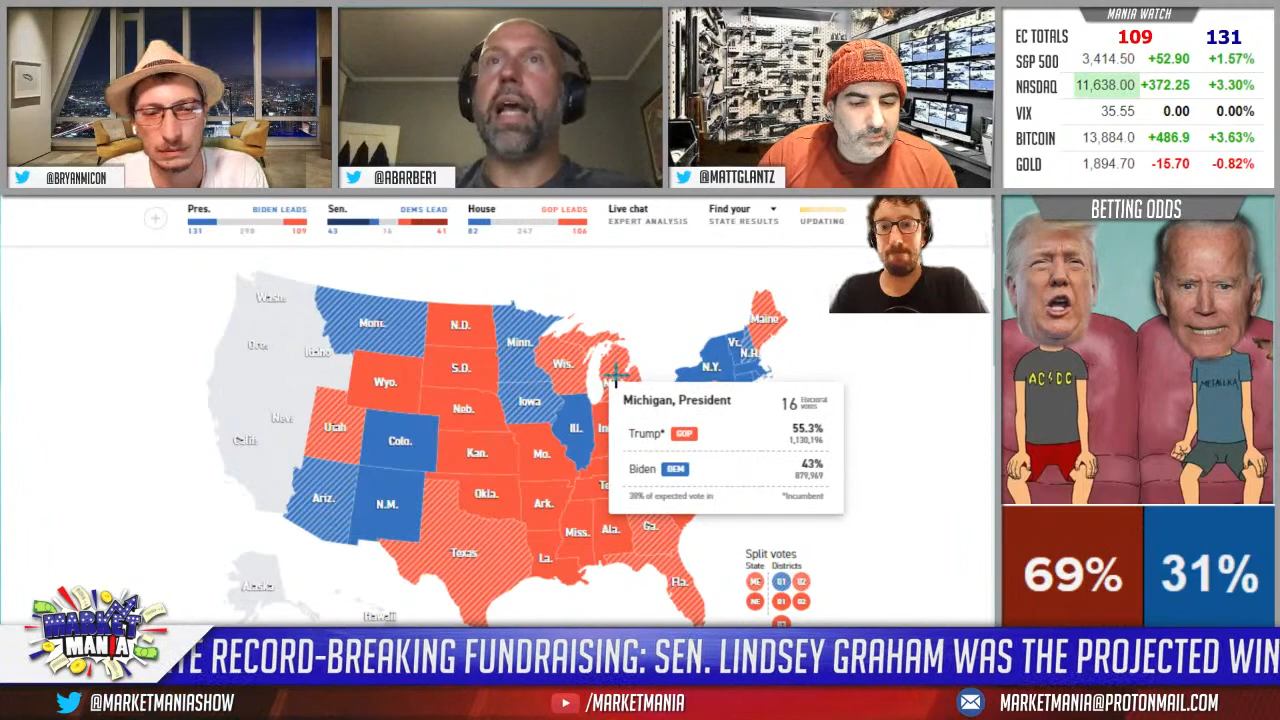 @BRYANMICON
@ABARBER1
@MATTGLANTZ
MANIA WATCH
EC TOTALS 109 131
S&P 500 3,414.50 +52.90 +1.57%
NASDAQ 11,638.00 +372.25 +3.30%
VIX 35.55 0.00 0.00%
BITCOIN 13,884.0 +486.9 +3.63%
GOLD 1,894.70 -15.70 -0.82%
Pres. BIDEN LEADS
131 298 109
Sen. DEMS LEAD
43 16 41
House GOP LEADS
82 247 106
Live chat
EXPERT ANALYSIS
Find your
STATE RESULTS
UPDATING
BETTING ODDS
AC DC
METALLICA
69% 31%
Wash.
Ore.
Idaho
Nev.
Calif.
Mont.
N.D.
Minn.
Wis.
Maine
Vt.
N.H.
N.Y.
Wyo.
S.D.
Iowa
Neb.
Utah
Colo.
Ill.
Kan.
Mo.
Ariz.
N.M.
Okla.
Ark.
Texas
La.
Miss.
Ala.
Ga.
Fla.
Alaska
Hawaii
Michigan, President 16 Electoral votes
Trump* GOP 55.3%
1,130,196
Biden DEM 43%
879,969
38% of expected vote in *Incumbent
Split votes
State Districts
ME 01 02
NE 01 02
MARKET
MANIA
TE RECORD-BREAKING FUNDRAISING: SEN. LINDSEY GRAHAM WAS THE PROJECTED WIN
@MARKETMANIASHOW
/MARKETMANIA
MARKETMANIA@PROTONMAIL.COM